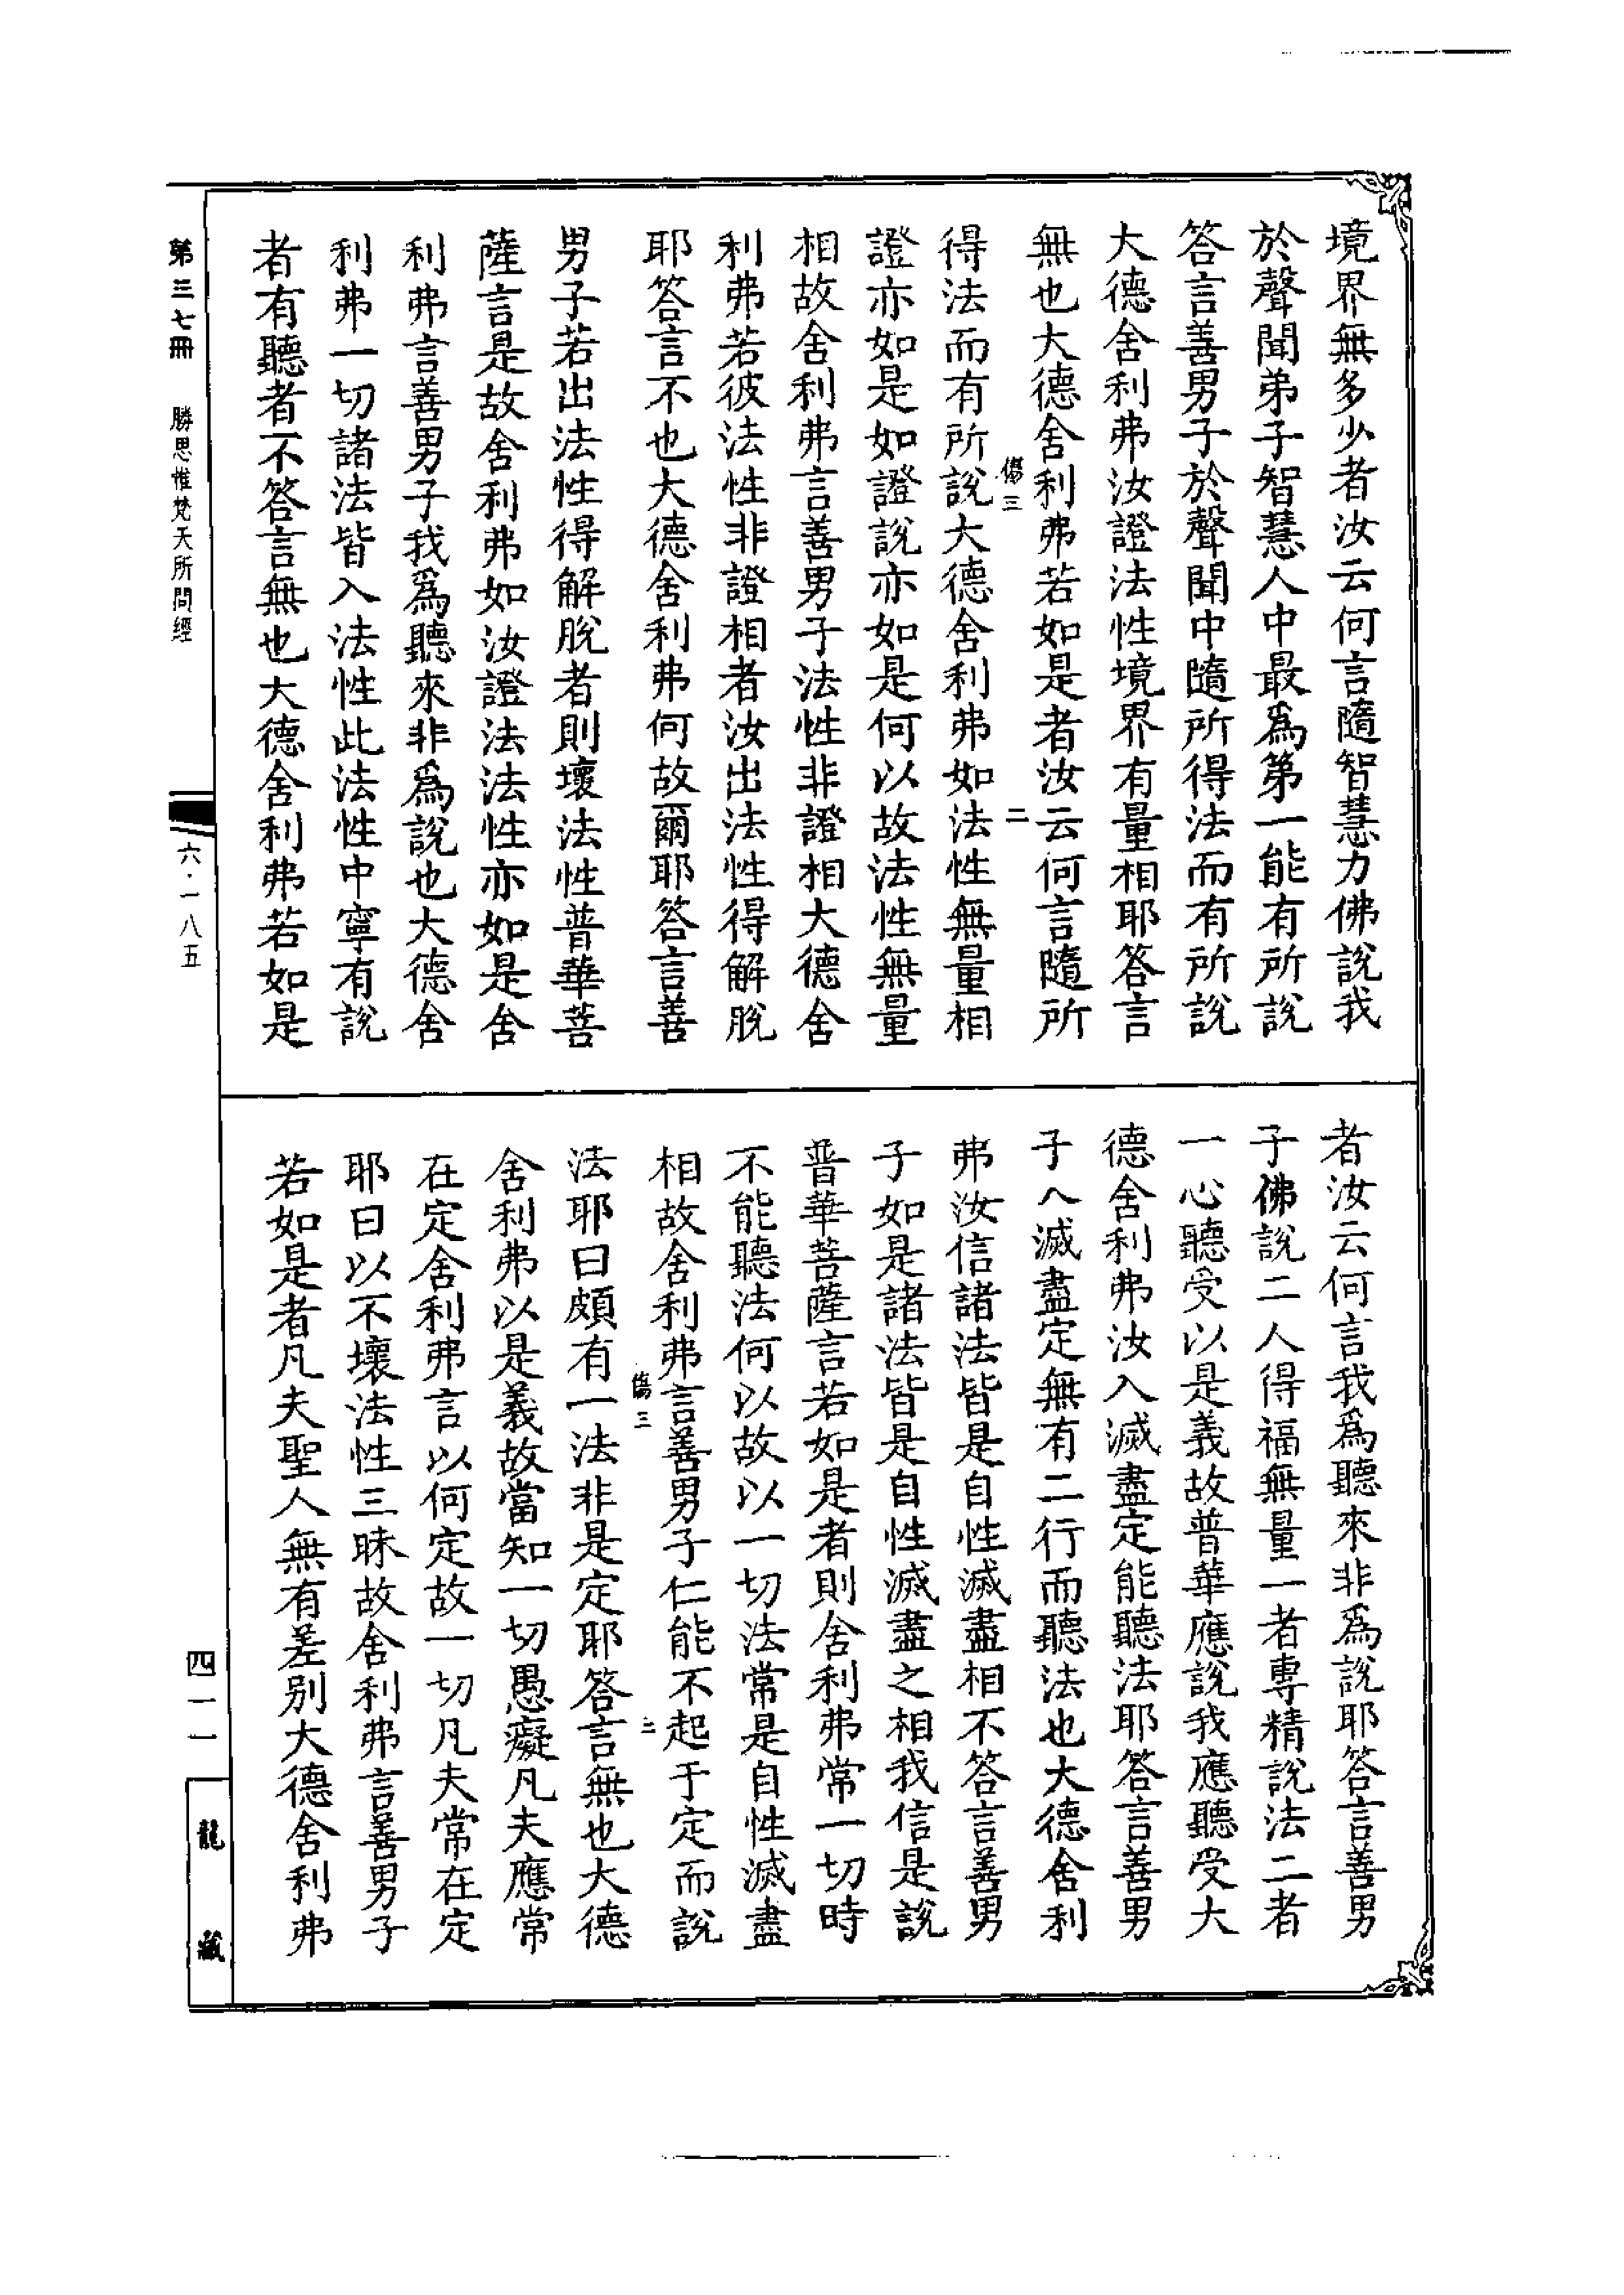 境界無多少者汝云何言隨智慧力佛說我
於聲聞弟子智慧人中最爲第一能有所說
答言善男子於聲聞中隨所得法而有所說
大德舍利弗汝證法性境界有量相耶答言
無也大德舍利弗若如是者汝云何言隨所
傷三
二
得法而有所說大德舍利弗如法性無量相
證亦如是如證說亦如是何以故法性無量
相故舍利弗言善男子法性非證相大德舍
利弗若彼法性非證相者汝出法性得解脫
耶答言不也大德舍利弗何故爾耶答言善
男子若出法性得解脫者則壞法性普華菩
薩言是故舍利弗如汝證法法性亦如是舍
利弗言善男子我爲聽來非爲說也大德舍
利弗一切諸法皆入法性此法性中寧有說
者有聽者不答言無也大德舍利弗若如是
者汝云何言我爲聽來非爲說耶答言善男
子佛說二人得福無量一者專精說法二者
一心聽受以是義故普華應說我應聽受大
德舍利弗汝入滅盡定能聽法耶答言善男
子入滅盡定無有二行而聽法也大德舍利
弗汝信諸法皆是自性滅盡相不答言善男
子如是諸法皆是自性滅盡之相我信是說
普華菩薩言若如是者則舍利弗常一切時
不能聽法何以故以一切法常是自性滅盡
相故舍利弗言善男子仁能不起于定而說
傷三
三
法耶曰頗有一法非是定耶答言無也大德
舍利弗以是義故當知一切愚癡凡夫應常
在定舍利弗言以何定故一切凡夫常在定
耶曰以不壞法性三昧故舍利弗言善男子
若如是者凡夫聖人無有差別大德舍利弗
第三七冊 勝思惟梵天所問經
六·一八五
四一一
龍藏